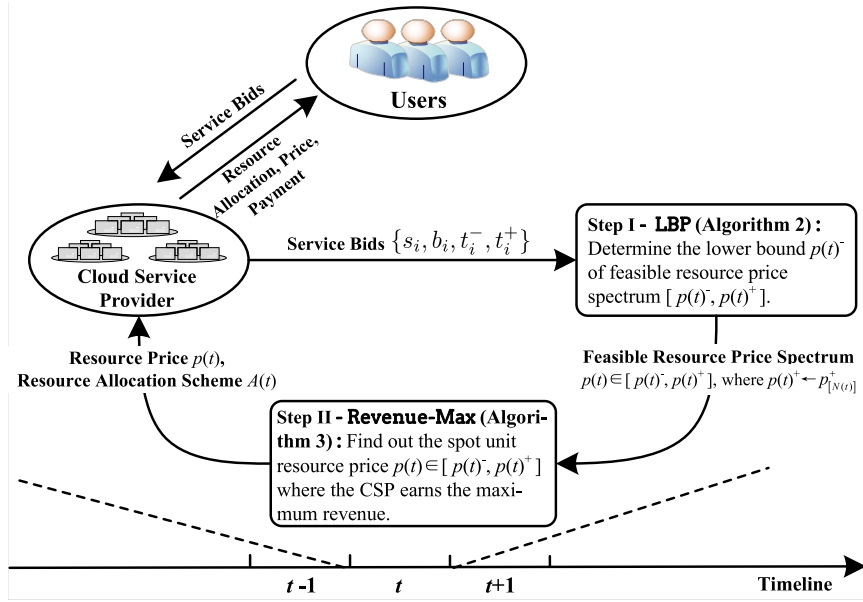 Users
Service Bids
Resource
Allocation, Price,
Payment
Cloud Service
Provider
Service Bids {s_i, b_i, t_i^-, t_i^+}
Step I - LBP (Algorithm 2) :
Determine the lower bound p(t)^-
of feasible resource price
spectrum [ p(t)^-, p(t)^+ ].
Feasible Resource Price Spectrum
p(t)∈[ p(t)^-, p(t)^+ ], where p(t)^+ ← p^+_{[N(t)]}
Resource Price p(t),
Resource Allocation Scheme A(t)
Step II - Revenue-Max (Algori-
thm 3) : Find out the spot unit
resource price p(t)∈[ p(t)^-, p(t)^+ ]
where the CSP earns the maxi-
mum revenue.
t -1 t t+1 Timeline